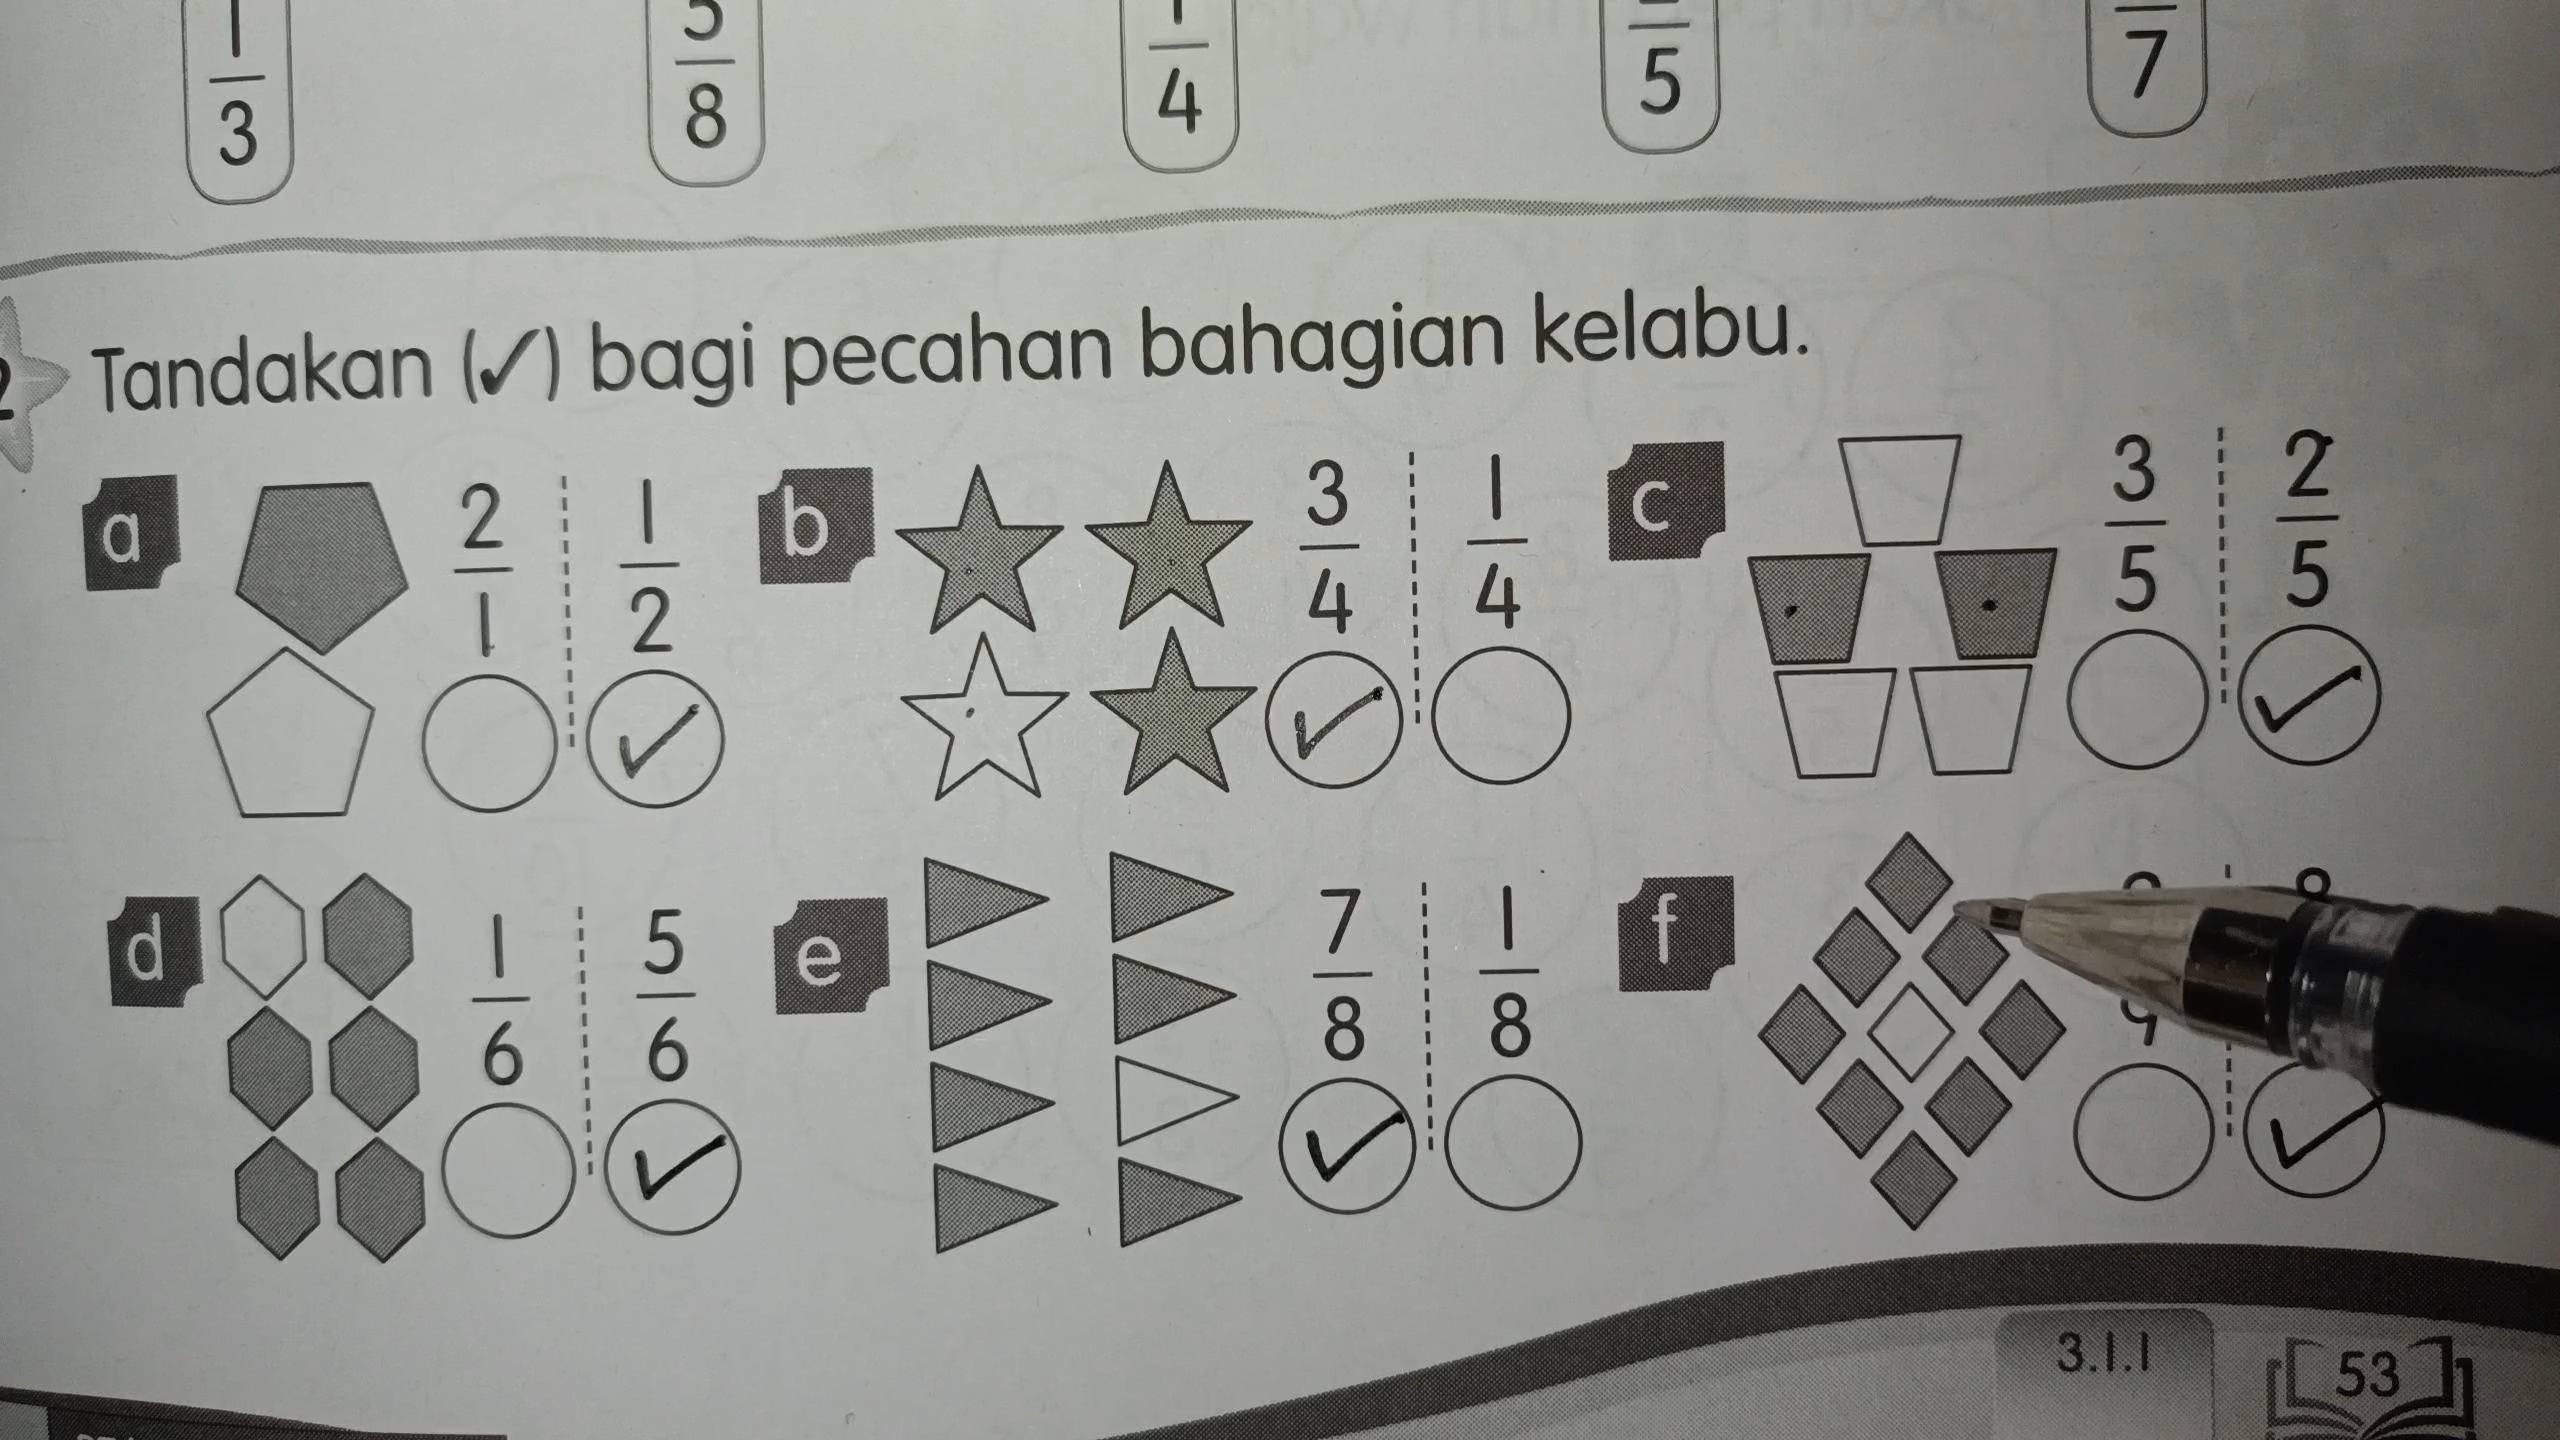 1/3 5/8 1/4 5 7
2 Tandakan (✓) bagi pecahan bahagian kelabu.
a 2/1 1/2 b 3/4 1/4 c 3/5 2/5
d 1/6 5/6 e 7/8 1/8 f
3.1.1 53